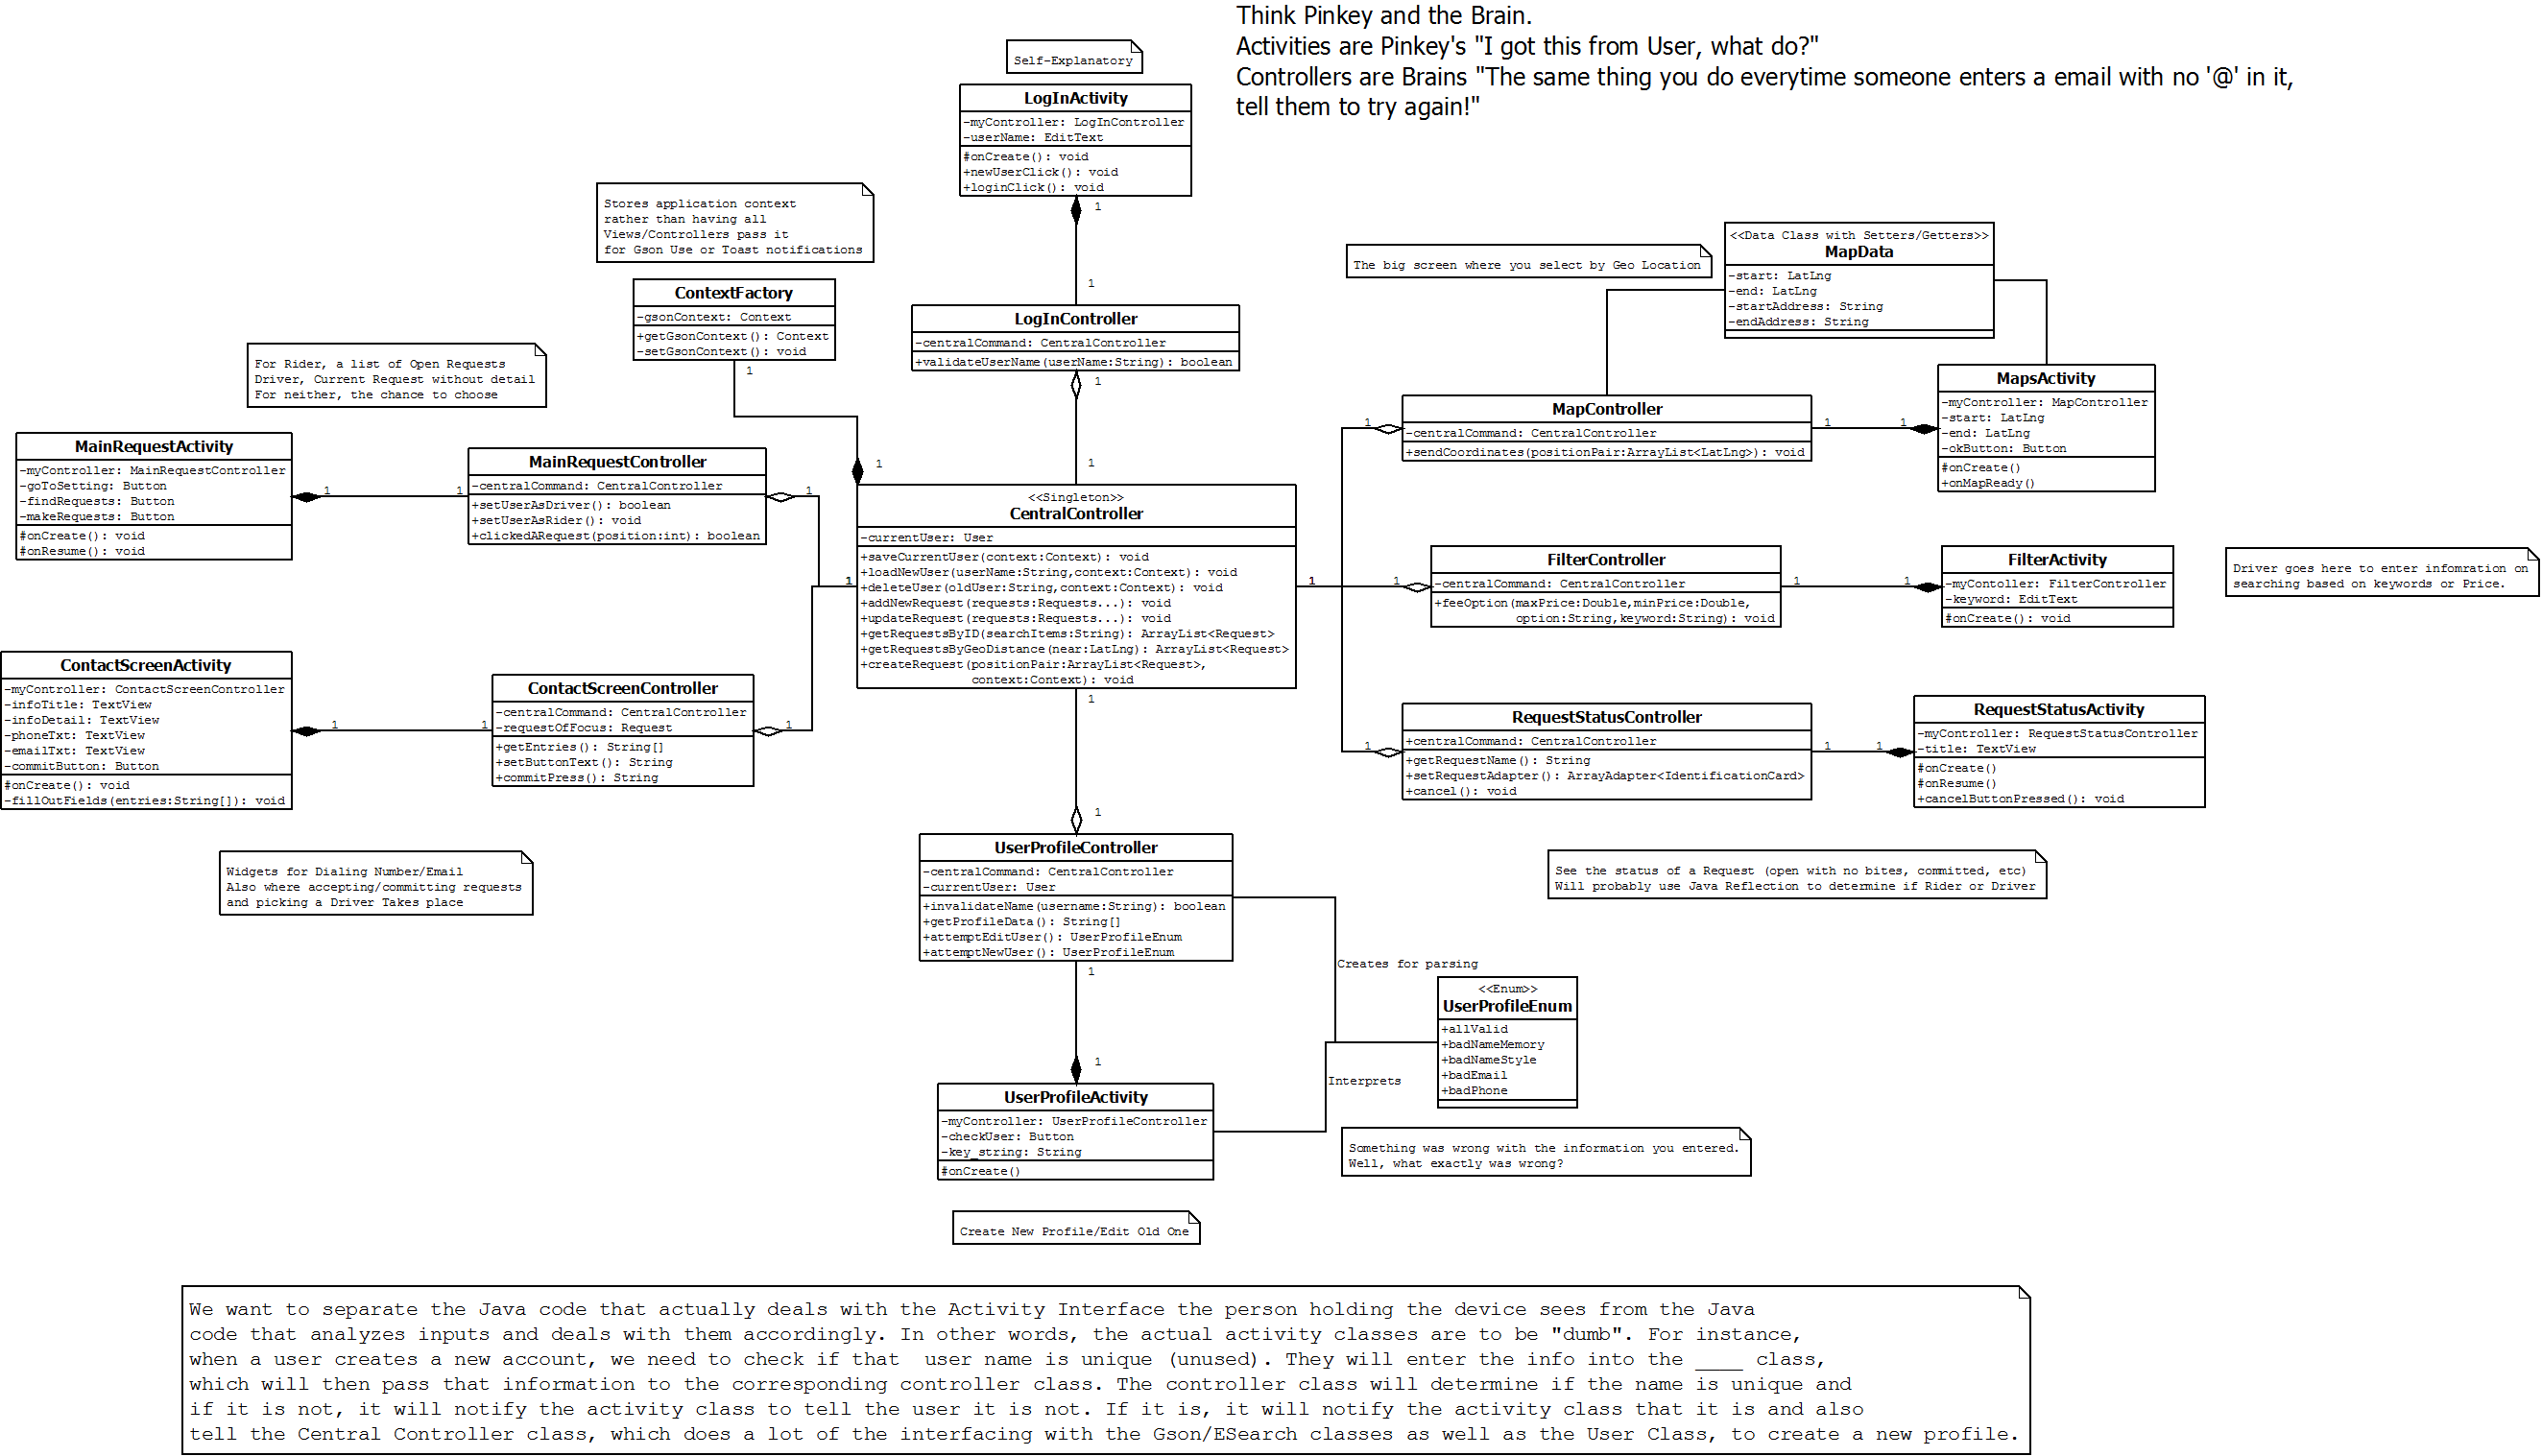 Think Pinkey and the Brain.
Activities are Pinkey's "I got this from User, what do?"
Controllers are Brains "The same thing you do everytime someone enters a email with no '@' in it,
tell them to try again!"
Self-Explanatory
LogInActivity
-myController: LogInController
-userName: EditText
#onCreate(): void
+newUserClick(): void
+loginClick(): void
1
1
Stores application context
rather than having all
Views/Controllers pass it
for Gson Use or Toast notifications
ContextFactory
-gsonContext: Context
+getGsonContext(): Context
-setGsonContext(): void
1
1
LogInController
-centralCommand: CentralController
+validateUserName(userName:String): boolean
1
1
The big screen where you select by Geo Location
<<Data Class with Setters/Getters>>
MapData
-start: LatLng
-end: LatLng
-startAddress: String
-endAddress: String
For Rider, a list of Open Requests
Driver, Current Request without detail
For neither, the chance to choose
MainRequestActivity
-myController: MainRequestController
-goToSetting: Button
-findRequests: Button
-makeRequests: Button
#onCreate(): void
#onResume(): void
1
1
MainRequestController
-centralCommand: CentralController
+setUserAsDriver(): boolean
+setUserAsRider(): void
+clickedARequest(position:int): boolean
1
1
<<Singleton>>
CentralController
-currentUser: User
+saveCurrentUser(context:Context): void
+loadNewUser(userName:String,context:Context): void
+deleteUser(oldUser:String,context:Context): void
+addNewRequest(requests:Requests...): void
+updateRequest(requests:Requests...): void
+getRequestsByID(searchItems:String): ArrayList<Request>
+getRequestsByGeoDistance(near:LatLng): ArrayList<Request>
+createRequest(positionPair:ArrayList<Request>,
context:Context): void
1
1
MapController
-centralCommand: CentralController
+sendCoordinates(positionPair:ArrayList<LatLng>): void
1
1
MapsActivity
-myController: MapController
-start: LatLng
-end: LatLng
-okButton: Button
#onCreate()
+onMapReady()
1
FilterController
-centralCommand: CentralController
+feeOption(maxPrice:Double,minPrice:Double,
option:String,keyword:String): void
1
1
FilterActivity
-myContoller: FilterController
-keyword: EditText
#onCreate(): void
Driver goes here to enter infomration on
searching based on keywords or Price.
ContactScreenActivity
-myController: ContactScreenController
-infoTitle: TextView
-infoDetail: TextView
-phoneTxt: TextView
-emailTxt: TextView
-commitButton: Button
#onCreate(): void
-fillOutFields(entries:String[]): void
1
1
ContactScreenController
-centralCommand: CentralController
-requestOfFocus: Request
+getEntries(): String[]
+setButtonText(): String
+commitPress(): String
1
1
1
RequestStatusController
+centralCommand: CentralController
+getRequestName(): String
+setRequestAdapter(): ArrayAdapter<IdentificationCard>
+cancel(): void
1
1
RequestStatusActivity
-myController: RequestStatusController
-title: TextView
#onCreate()
#onResume()
+cancelButtonPressed(): void
1
Widgets for Dialing Number/Email
Also where accepting/committing requests
and picking a Driver Takes place
UserProfileController
-centralCommand: CentralController
-currentUser: User
+invalidateName(username:String): boolean
+getProfileData(): String[]
+attemptEditUser(): UserProfileEnum
+attemptNewUser(): UserProfileEnum
1
1
See the status of a Request (open with no bites, committed, etc)
Will probably use Java Reflection to determine if Rider or Driver
Creates for parsing
<<Enum>>
UserProfileEnum
+allValid
+badNameMemory
+badNameStyle
+badEmail
+badPhone
Interprets
UserProfileActivity
-myController: UserProfileController
-checkUser: Button
-key_string: String
#onCreate()
Something was wrong with the information you entered.
Well, what exactly was wrong?
Create New Profile/Edit Old One
We want to separate the Java code that actually deals with the Activity Interface the person holding the device sees from the Java
code that analyzes inputs and deals with them accordingly. In other words, the actual activity classes are to be "dumb". For instance,
when a user creates a new account, we need to check if that  user name is unique (unused). They will enter the info into the ____ class,
which will then pass that information to the corresponding controller class. The controller class will determine if the name is unique and
if it is not, it will notify the activity class to tell the user it is not. If it is, it will notify the activity class that it is and also
tell the Central Controller class, which does a lot of the interfacing with the Gson/ESearch classes as well as the User Class, to create a new profile.